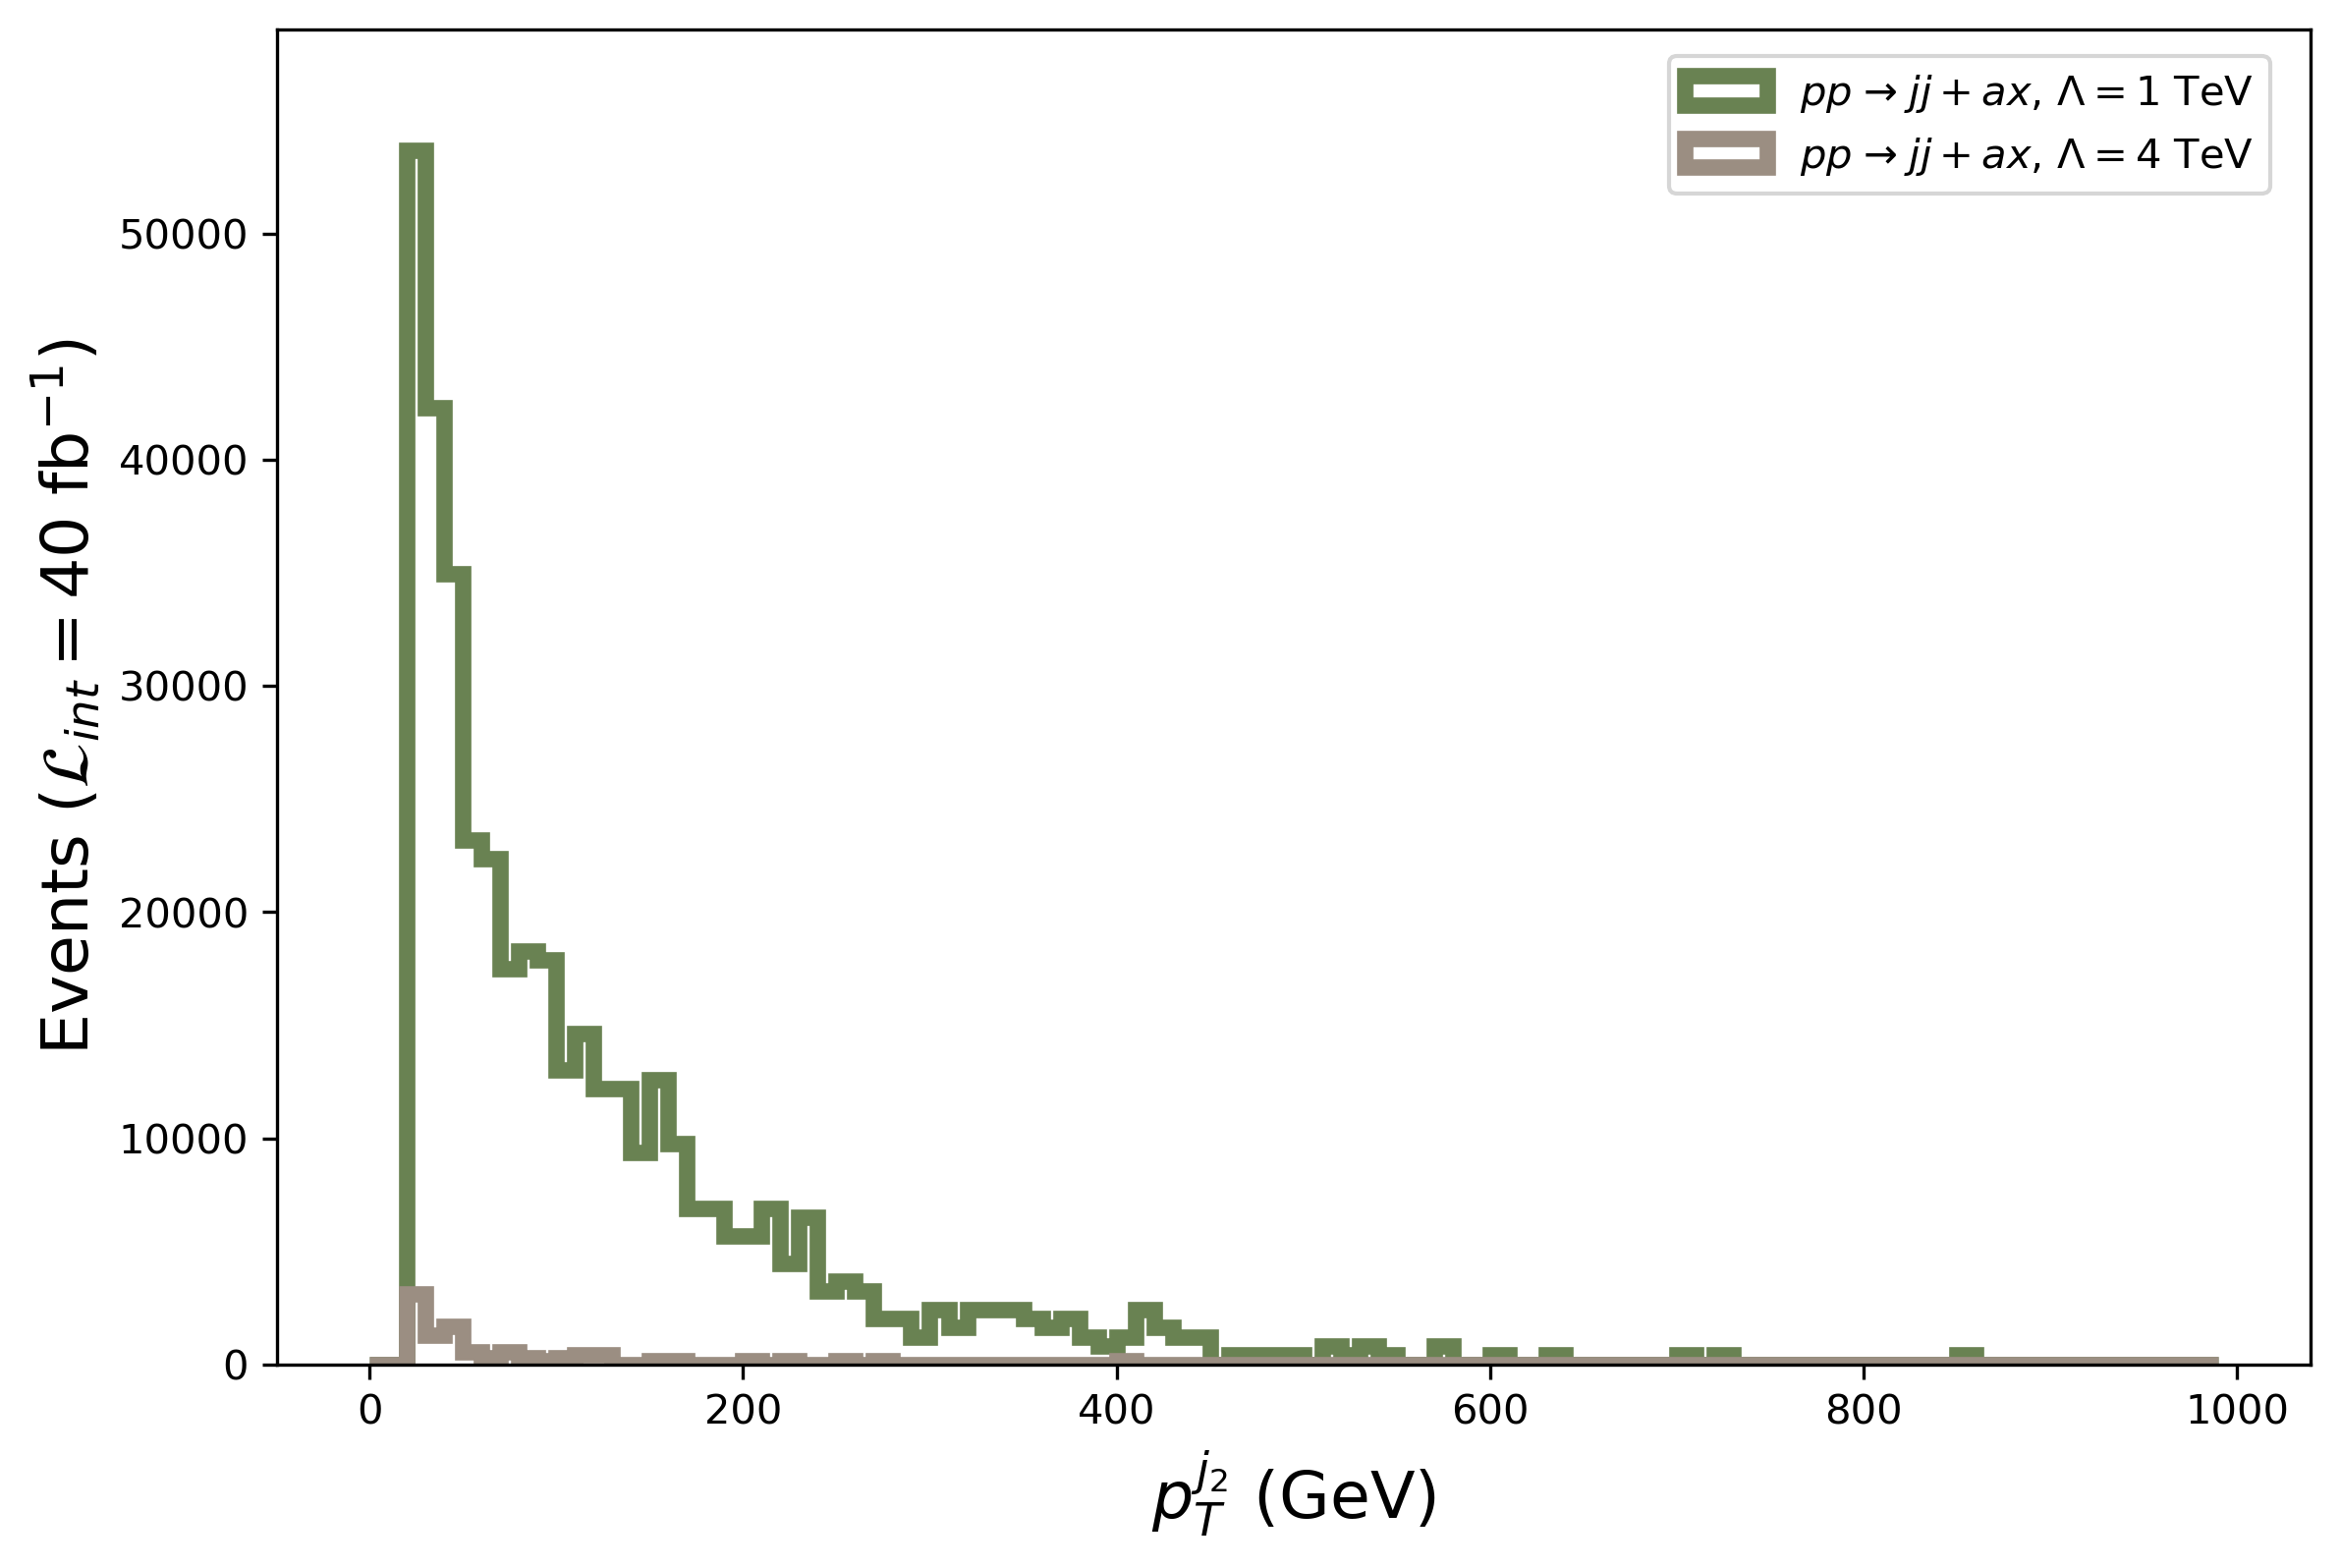 pp → jj + ax, Λ = 1 TeV
pp → jj + ax, Λ = 4 TeV
Events (ℒ_int = 40 fb⁻¹)
50000
40000
30000
20000
10000
0
0 200 400 600 800 1000
p_T^{j_2} (GeV)